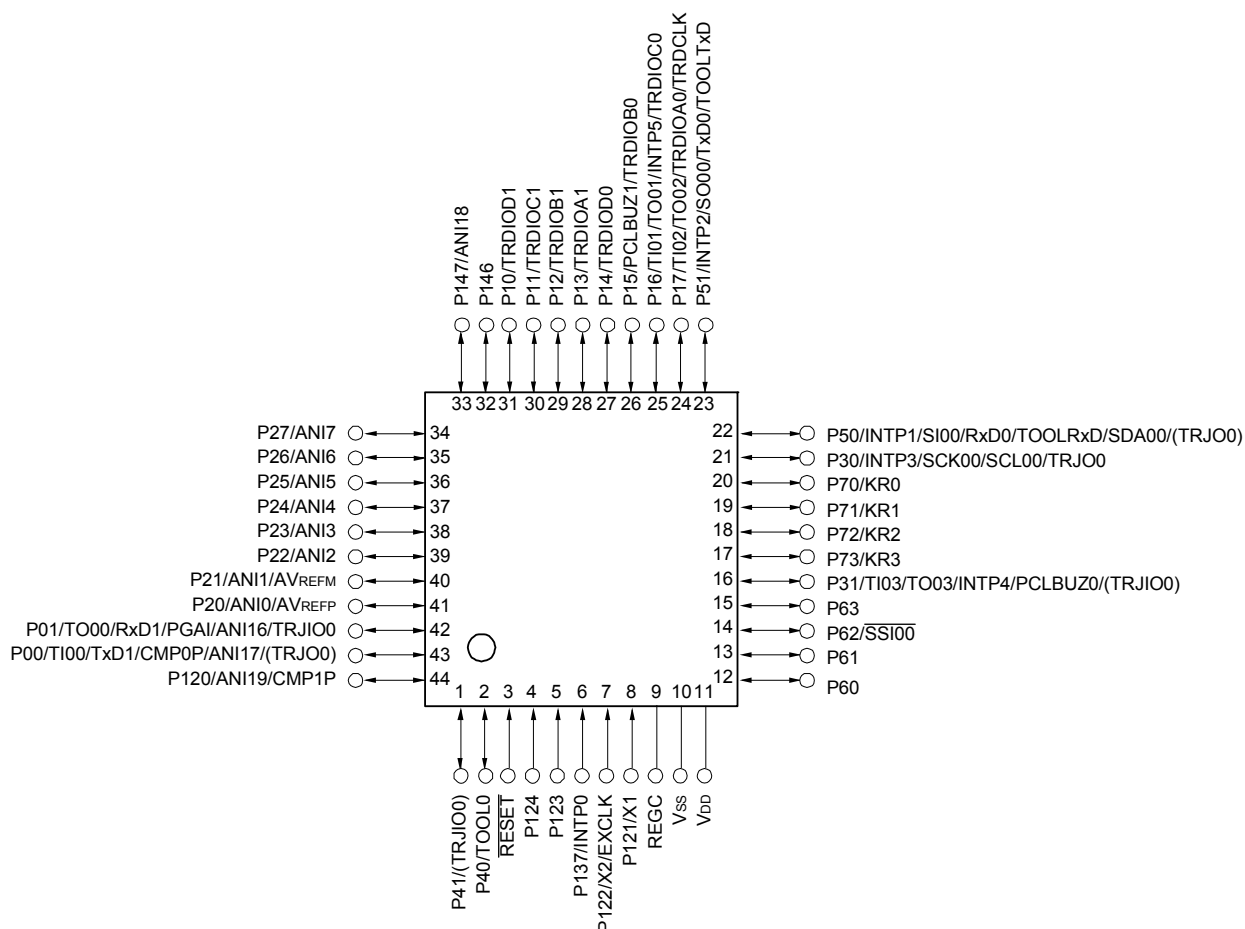 P147/ANI18
P146
P10/TRDIOD1
P11/TRDIOC1
P12/TRDIOB1
P13/TRDIOA1
P14/TRDIOD0
P15/PCLBUZ1/TRDIOB0
P16/TI01/TO01/INTP5/TRDIOC0
P17/TI02/TO02/TRDIOA0/TRDCLK
P51/INTP2/SO00/TxD0/TOOLTxD
33 32 31 30 29 28 27 26 25 24 23
P27/ANI7 34
P26/ANI6 35
P25/ANI5 36
P24/ANI4 37
P23/ANI3 38
P22/ANI2 39
P21/ANI1/AVREFM 40
P20/ANI0/AVREFP 41
P01/TO00/RxD1/PGAI/ANI16/TRJIO0 42
P00/TI00/TxD1/CMP0P/ANI17/(TRJO0) 43
P120/ANI19/CMP1P 44
22 P50/INTP1/SI00/RxD0/TOOLRxD/SDA00/(TRJO0)
21 P30/INTP3/SCK00/SCL00/TRJO0
20 P70/KR0
19 P71/KR1
18 P72/KR2
17 P73/KR3
16 P31/TI03/TO03/INTP4/PCLBUZ0/(TRJIO0)
15 P63
14 P62/SSI00
13 P61
12 P60
1 2 3 4 5 6 7 8 9 10 11
P41/(TRJIO0)
P40/TOOL0
RESET
P124
P123
P137/INTP0
P122/X2/EXCLK
P121/X1
REGC
VSS
VDD